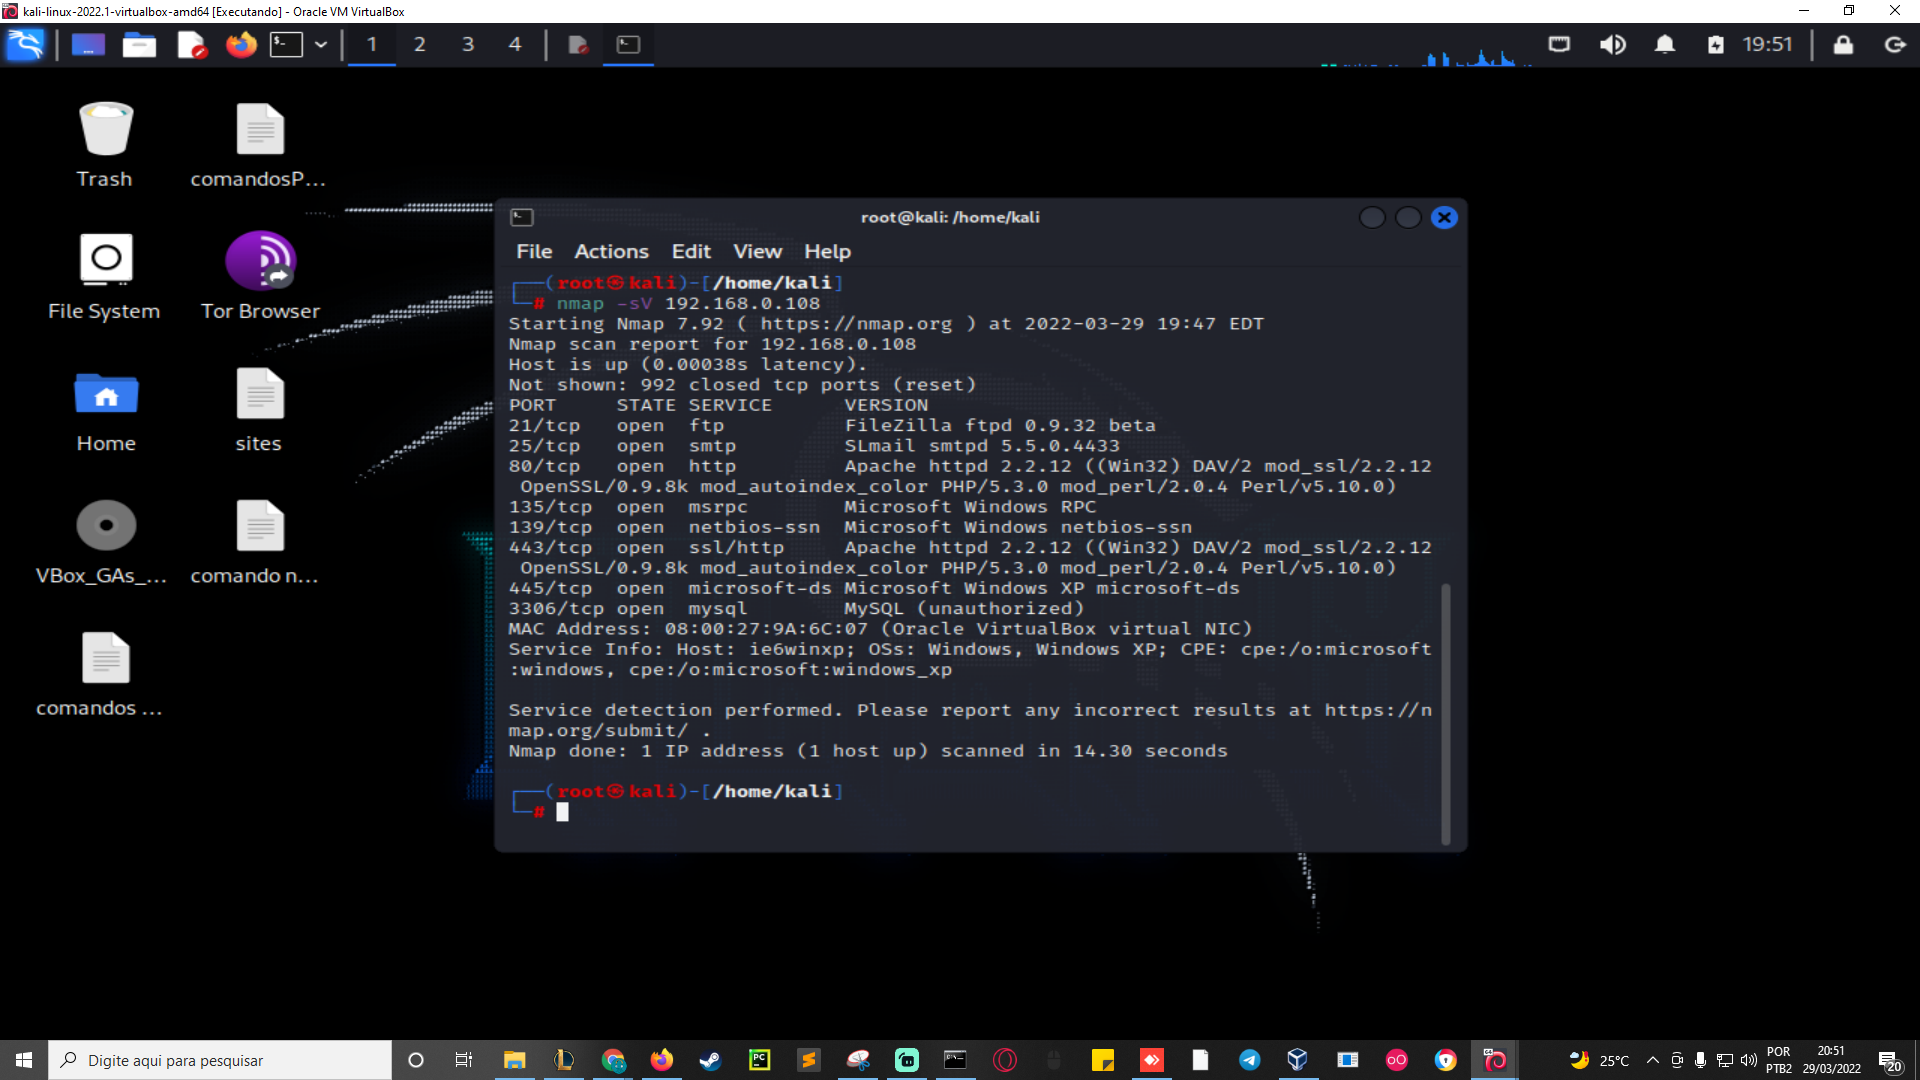 kali-linux-2022.1-virtualbox-amd64 [Executando] - Oracle VM VirtualBox
1 2 3 4
19:51
Trash
comandosP...
File System
Tor Browser
Home
sites
VBox_GAs_...
comando n...
comandos ...
root@kali: /home/kali
File Actions Edit View Help
(root㉿kali)-[/home/kali]
# nmap -sV 192.168.0.108
Starting Nmap 7.92 ( https://nmap.org ) at 2022-03-29 19:47 EDT
Nmap scan report for 192.168.0.108
Host is up (0.00038s latency).
Not shown: 992 closed tcp ports (reset)
PORT     STATE SERVICE      VERSION
21/tcp   open  ftp          FileZilla ftpd 0.9.32 beta
25/tcp   open  smtp         SLmail smtpd 5.5.0.4433
80/tcp   open  http         Apache httpd 2.2.12 ((Win32) DAV/2 mod_ssl/2.2.12
 OpenSSL/0.9.8k mod_autoindex_color PHP/5.3.0 mod_perl/2.0.4 Perl/v5.10.0)
135/tcp  open  msrpc        Microsoft Windows RPC
139/tcp  open  netbios-ssn  Microsoft Windows netbios-ssn
443/tcp  open  ssl/http     Apache httpd 2.2.12 ((Win32) DAV/2 mod_ssl/2.2.12
 OpenSSL/0.9.8k mod_autoindex_color PHP/5.3.0 mod_perl/2.0.4 Perl/v5.10.0)
445/tcp  open  microsoft-ds Microsoft Windows XP microsoft-ds
3306/tcp open  mysql        MySQL (unauthorized)
MAC Address: 08:00:27:9A:6C:07 (Oracle VirtualBox virtual NIC)
Service Info: Host: ie6winxp; OSs: Windows, Windows XP; CPE: cpe:/o:microsoft
:windows, cpe:/o:microsoft:windows_xp
Service detection performed. Please report any incorrect results at https://n
map.org/submit/ .
Nmap done: 1 IP address (1 host up) scanned in 14.30 seconds
(root㉿kali)-[/home/kali]
#
Digite aqui para pesquisar
PC
25°C
POR
PTB2
20:51
29/03/2022
20